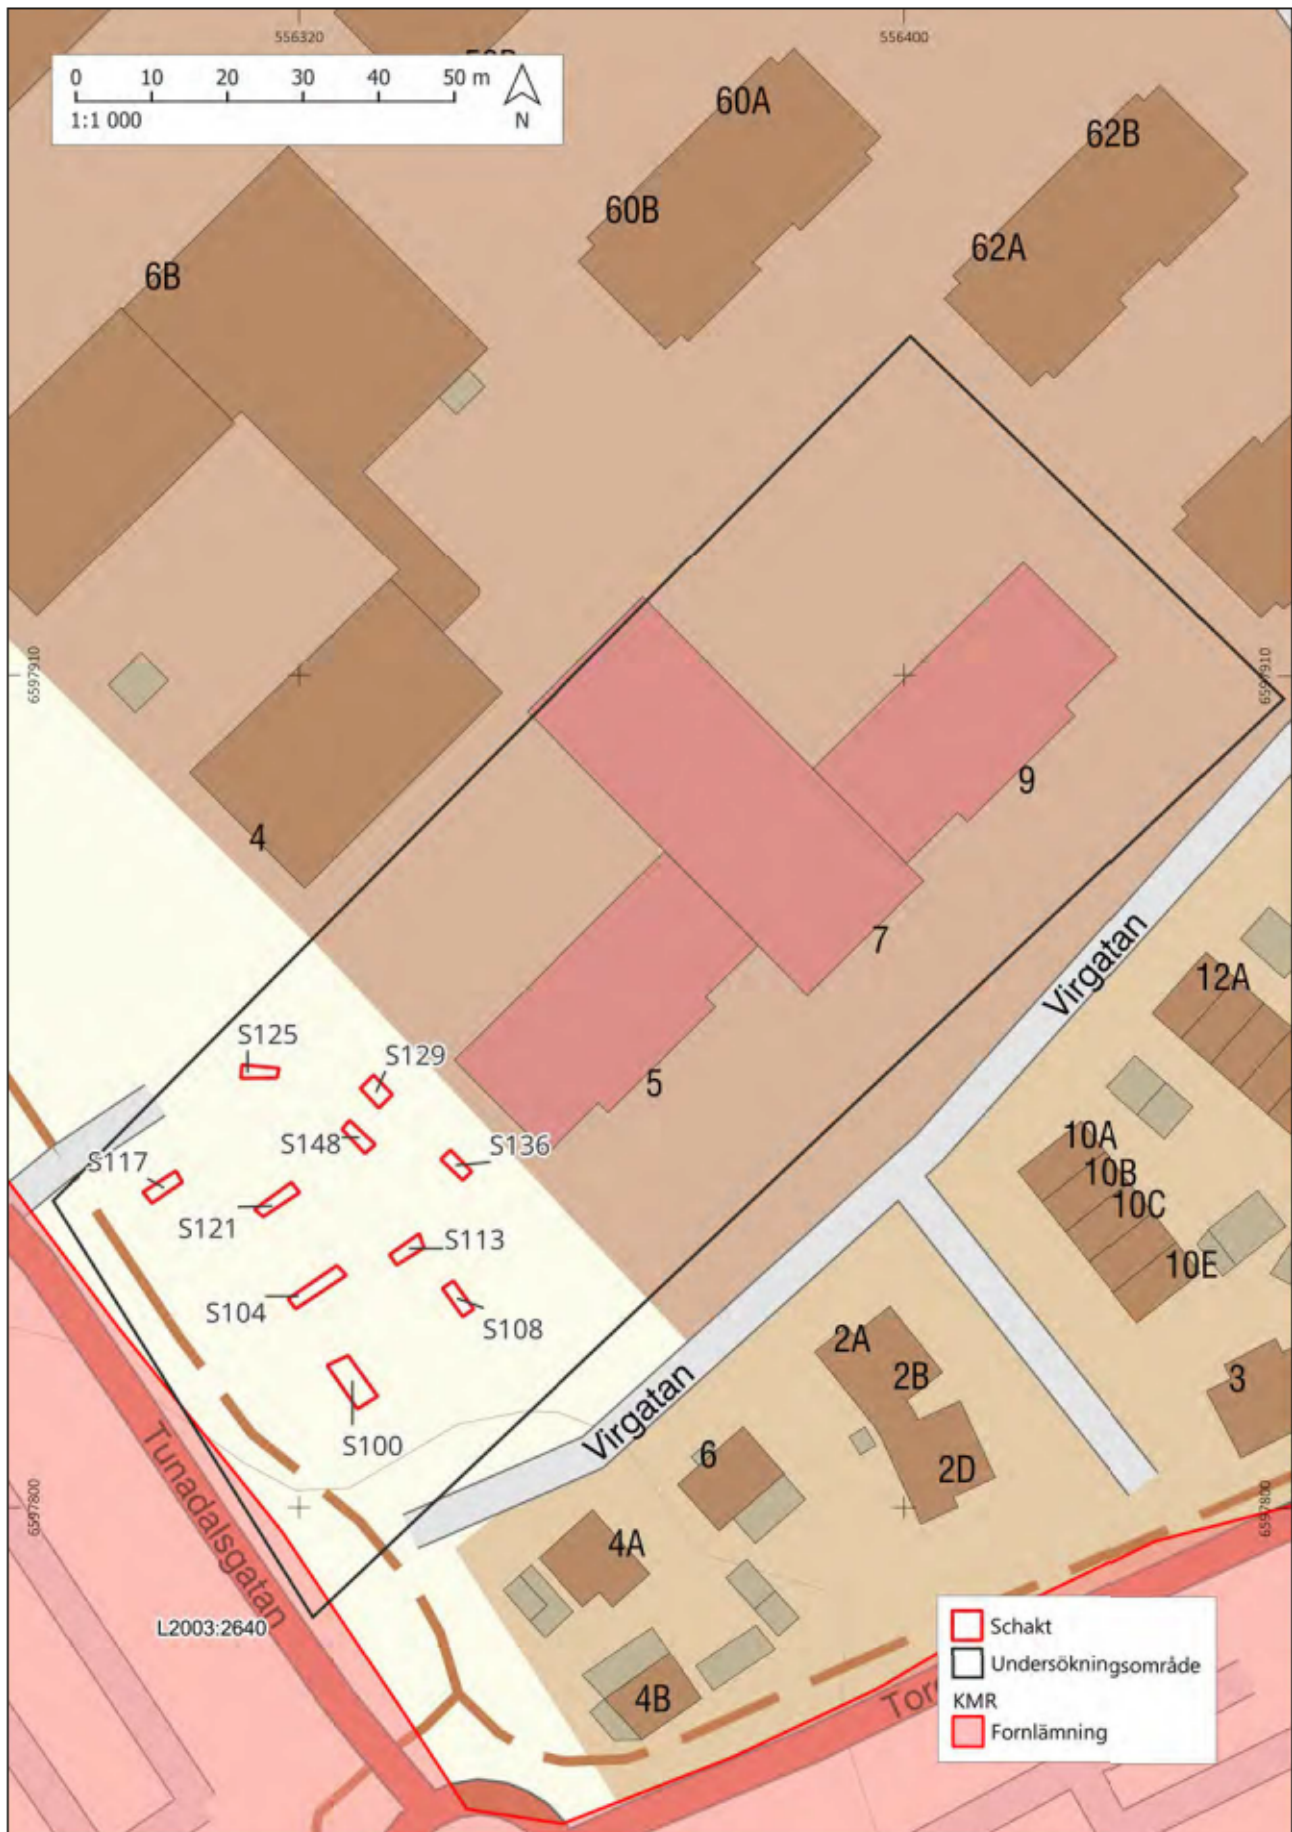 556320
556400
0 10 20 30 40 50 m
1:1 000
N
60A
62B
60B
62A
6B
6597910
6597910
4
9
7
Virgatan
12A
5
S125
S129
S148
S136
S117
S121
S113
S104
S108
S100
10A
10B
10C
10E
2A
2B
3
Virgatan
6
2D
Tunadalsgatan
6597800
6597800
4A
L2003:2640
4B
Schakt
Undersökningsområde
KMR
Fornlämning